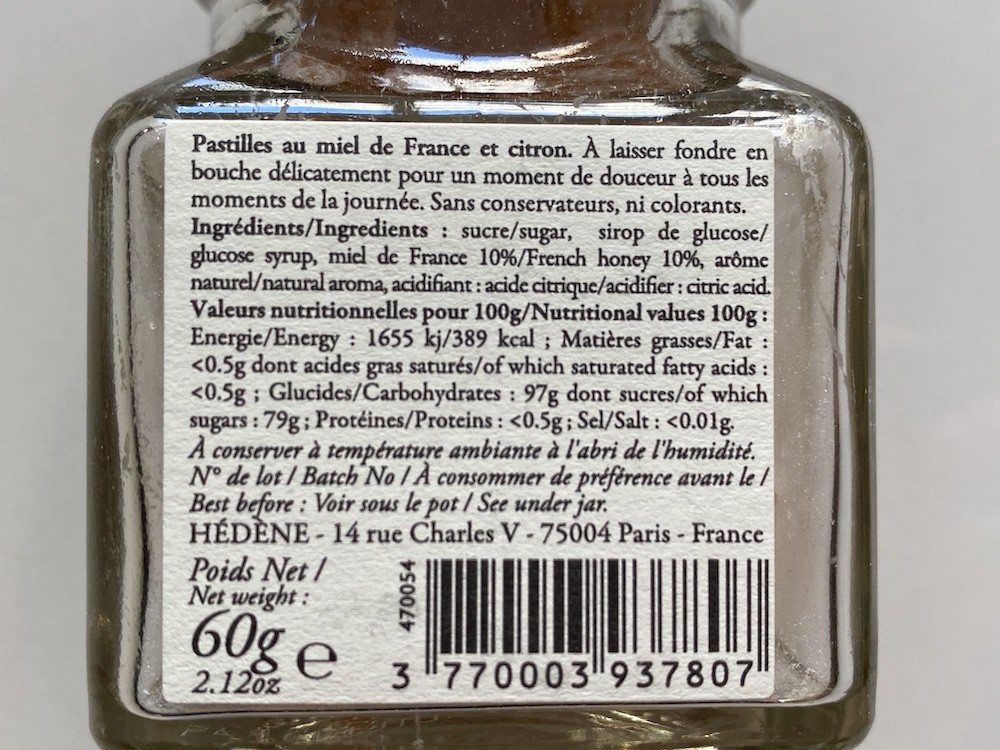 Pastilles au miel de France et citron. À laisser fondre en
bouche délicatement pour un moment de douceur à tous les
moments de la journée. Sans conservateurs, ni colorants.
Ingrédients/Ingredients : sucre/sugar, sirop de glucose/
glucose syrup, miel de France 10%/French honey 10%, arôme
naturel/natural aroma, acidifiant : acide citrique/acidifier : citric acid.
Valeurs nutritionnelles pour 100g/Nutritional values 100g :
Energie/Energy : 1655 kj/389 kcal ; Matières grasses/Fat :
<0.5g dont acides gras saturés/of which saturated fatty acids :
<0.5g ; Glucides/Carbohydrates : 97g dont sucres/of which
sugars : 79g ; Protéines/Proteins : <0.5g ; Sel/Salt : <0.01g.
À conserver à température ambiante à l'abri de l'humidité.
N° de lot / Batch No / À consommer de préférence avant le /
Best before : Voir sous le pot / See under jar.
HÉDÈNE - 14 rue Charles V - 75004 Paris - France
Poids Net /
Net weight :
60g e
2.12oz
470054
3 770003 937807